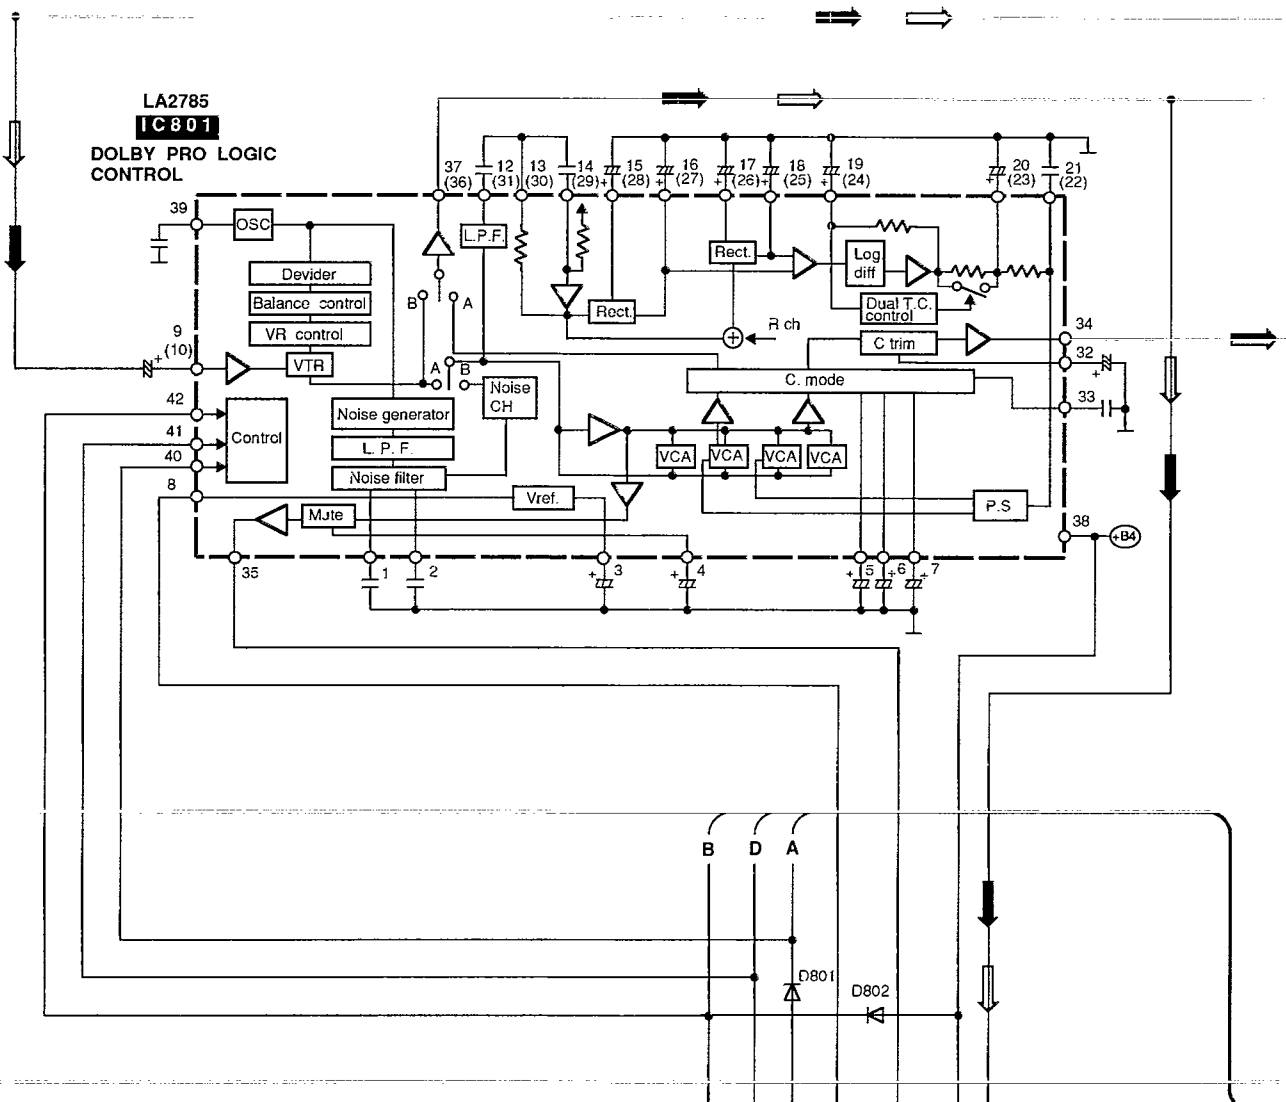 LA2785
IC801
DOLBY PRO LOGIC
CONTROL
37
(36)
12
(31)
13
(30)
14
(29)
15
(28)
16
(27)
17
(26)
18
(25)
19
(24)
20
(23)
21
(22)
39
OSC
L.P.F.
Rect.
Log
diff
Devider
Balance control
B
A
Rect.
Dual T.C.
control
9
(10)
VR control
R ch
C trim
34
VTR
A
B
32
C. mode
42
Noise
CH
33
Noise generator
41
Control
L. P. F.
VCA
VCA
VCA
VCA
40
Noise filter
8
Vref.
P.S
Mute
38
+B4
35
1
2
3
4
5
6
7
B
D
A
D801
D802